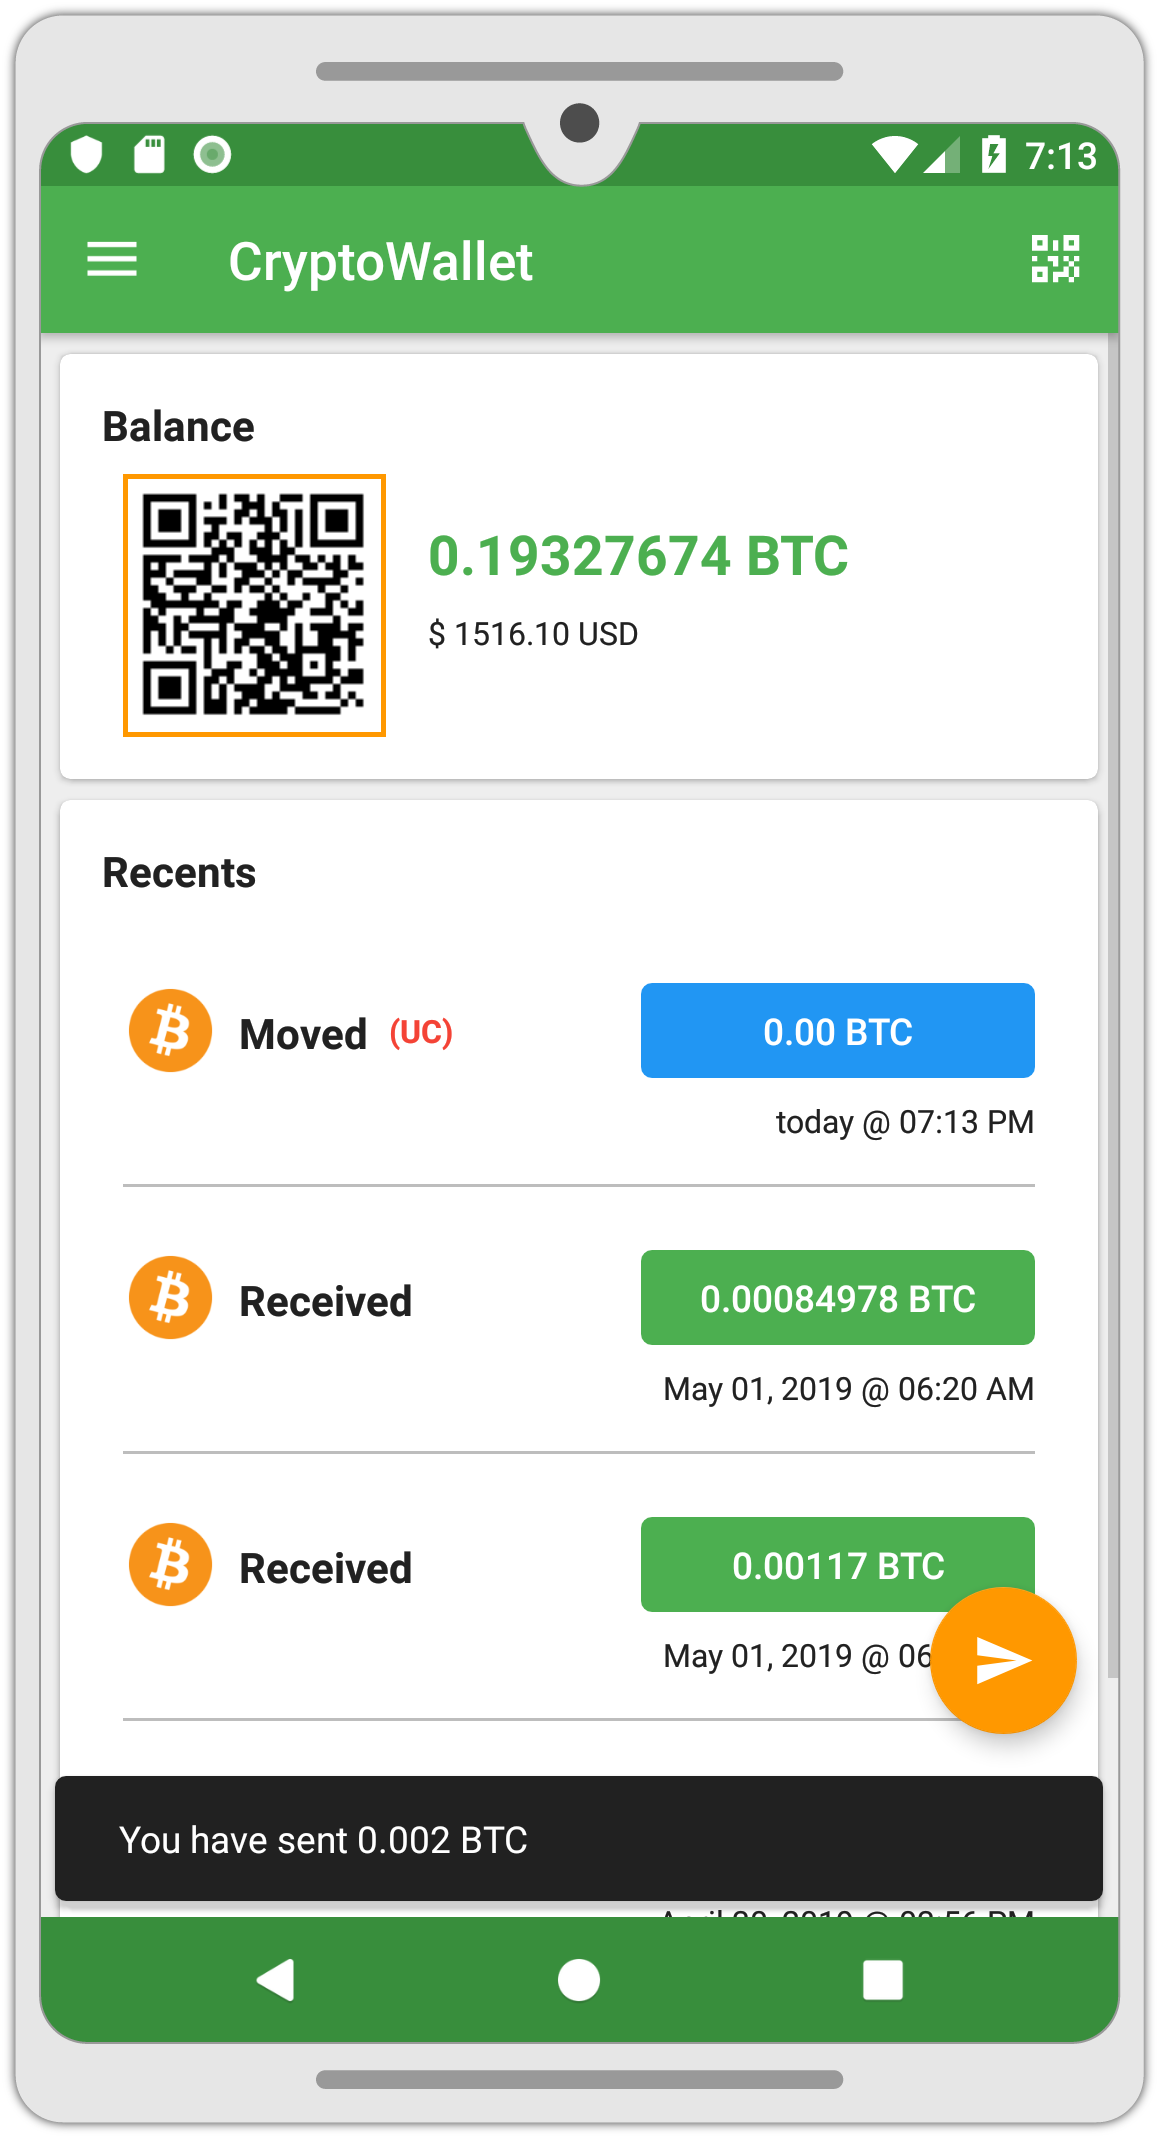 7:13
CryptoWallet
Balance
0.19327674 BTC
$ 1516.10 USD
Recents
Moved (UC) 0.00 BTC
today @ 07:13 PM
Received 0.00084978 BTC
May 01, 2019 @ 06:20 AM
Received 0.00117 BTC
May 01, 2019 @ 06
You have sent 0.002 BTC